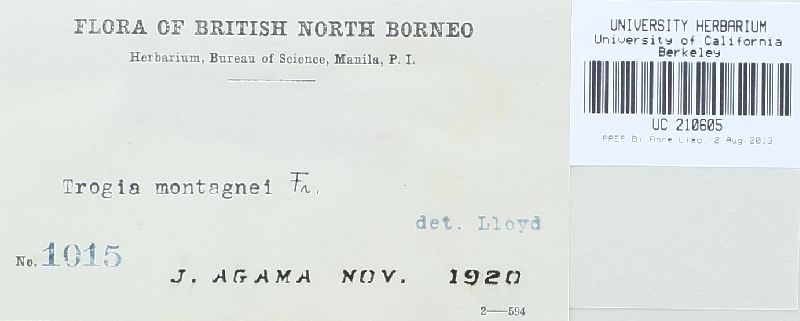 FLORA OF BRITISH NORTH BORNEO
Herbarium, Bureau of Science, Manila, P. I.
Trogia montagnei Fr.
det. Lloyd
No. 1015
J. AGAMA NOV. 1920
2—594
UNIVERSITY HERBARIUM
University of California
Berkeley
UC 210605
PREP BY Anne Liao, 2 Aug 2013